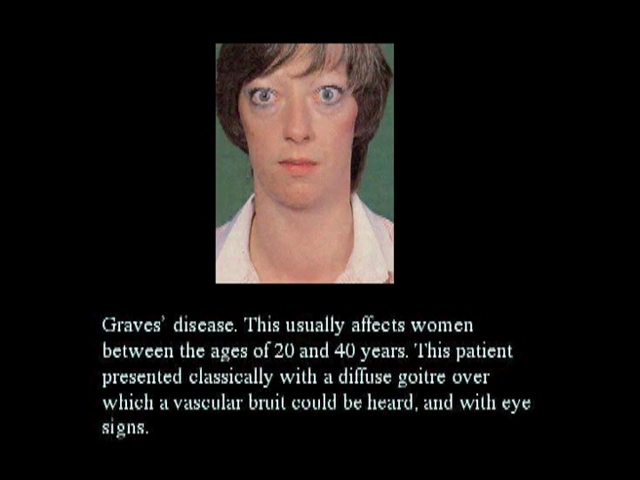 Graves' disease. This usually affects women
between the ages of 20 and 40 years. This patient
presented classically with a diffuse goitre over
which a vascular bruit could be heard, and with eye
signs.